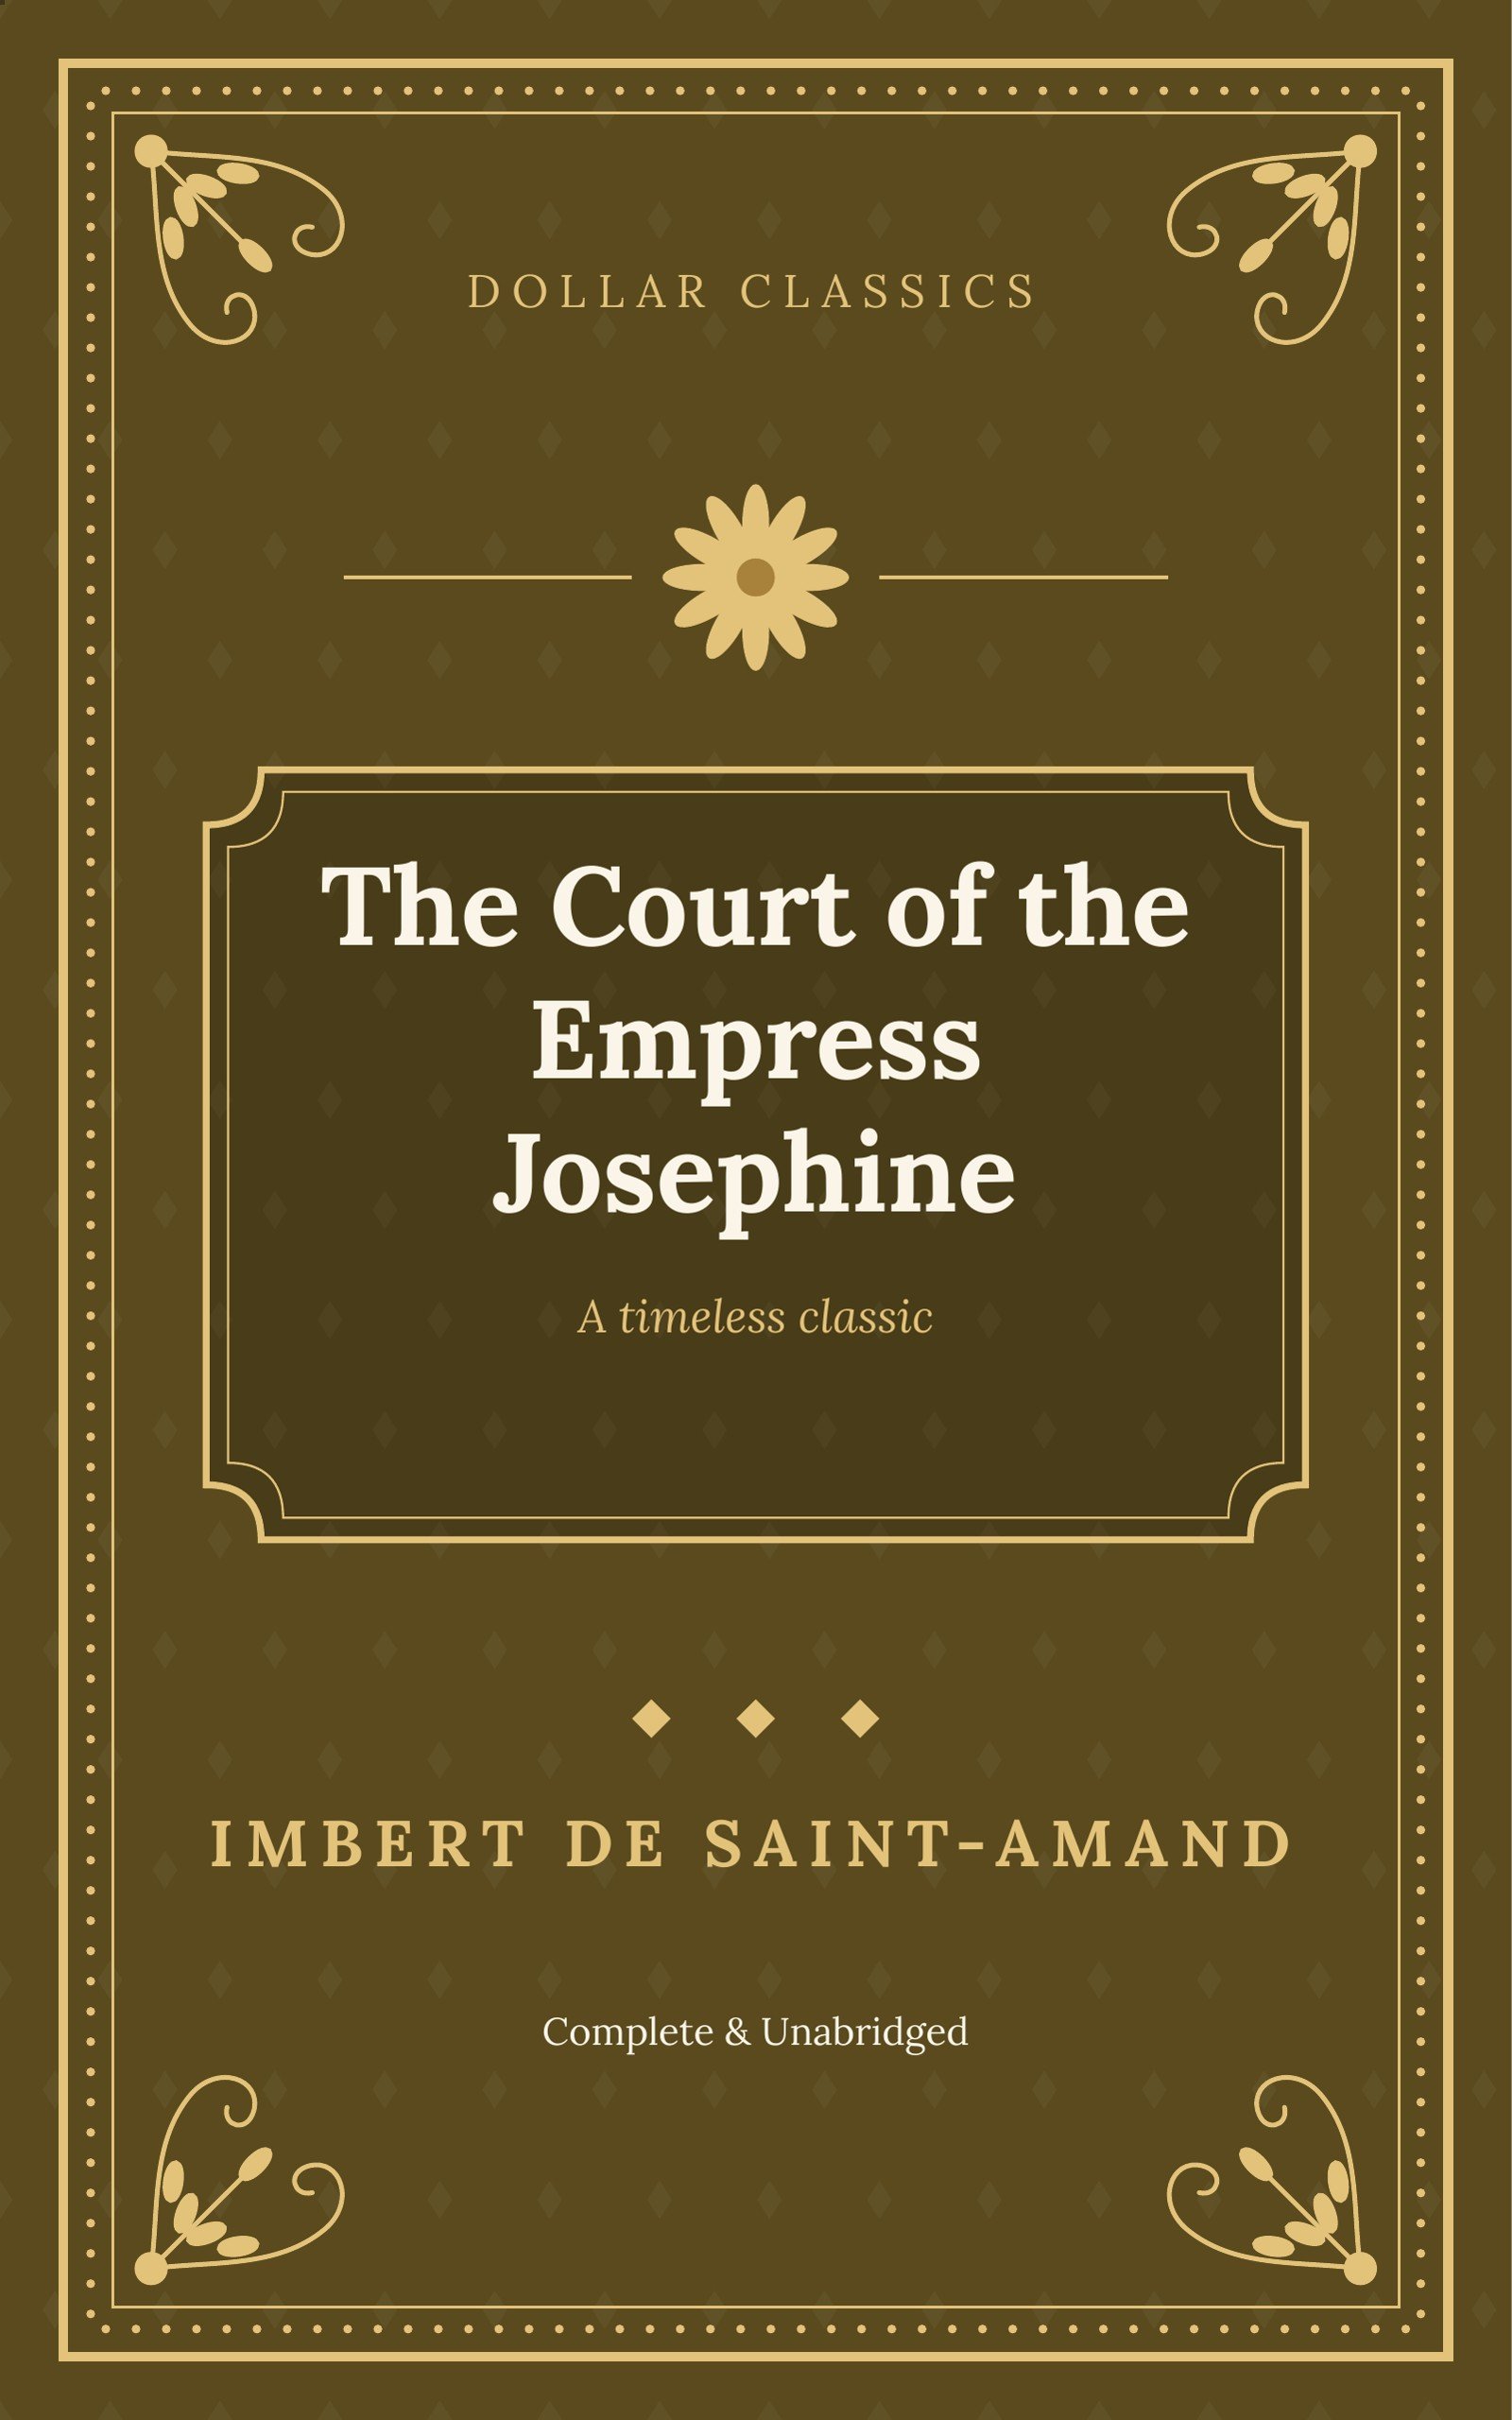 DOLLAR CLASSICS
The Court of the
Empress
Josephine
A timeless classic
IMBERT DE SAINT-AMAND
Complete & Unabridged